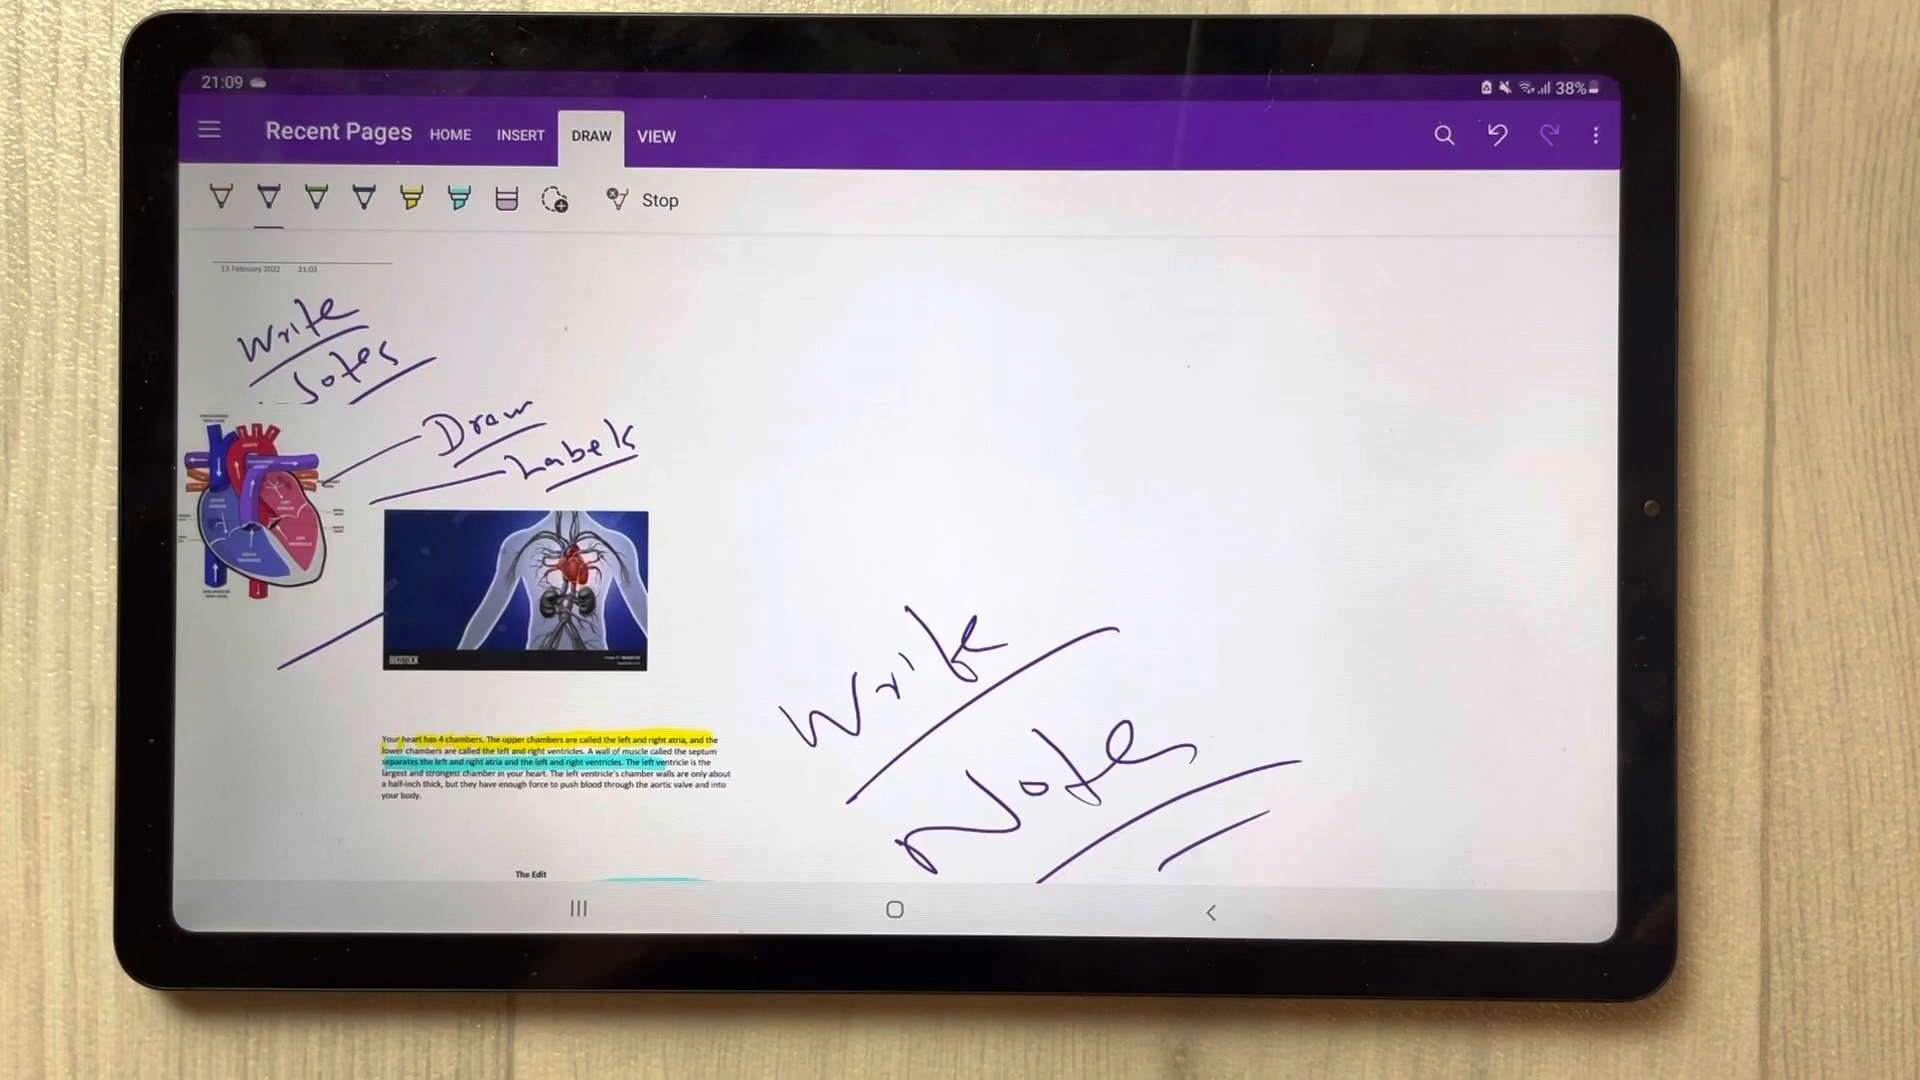 21:09 38%
Recent Pages HOME INSERT DRAW VIEW
Stop
13 February 2022 21:03
Write
Notes
Draw
Labels
Your heart has 4 chambers. The upper chambers are called the left and right atria, and the
lower chambers are called the left and right ventricles. A wall of muscle called the septum
separates the left and right atria and the left and right ventricles. The left ventricle is the
largest and strongest chamber in your heart. The left ventricle's chamber walls are only about
a half-inch thick, but they have enough force to push blood through the aortic valve and into
your body.
Write
Notes
The Edit